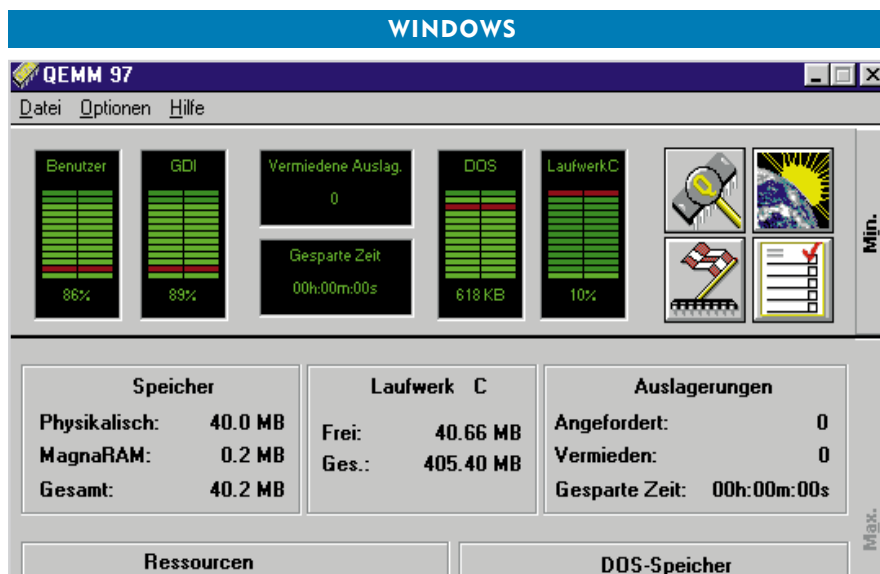 WINDOWS
QEMM 97
Datei Optionen Hilfe
Benutzer GDI Vermiedene Auslag. DOS LaufwerkC
0
Gesparte Zeit
00h:00m:00s
86% 89% 618 KB 10%
Min.
Speicher
Physikalisch: 40.0 MB
MagnaRAM: 0.2 MB
Gesamt: 40.2 MB
Laufwerk C
Frei: 40.66 MB
Ges.: 405.40 MB
Auslagerungen
Angefordert: 0
Vermieden: 0
Gesparte Zeit: 00h:00m:00s
Max.
Ressourcen
DOS-Speicher